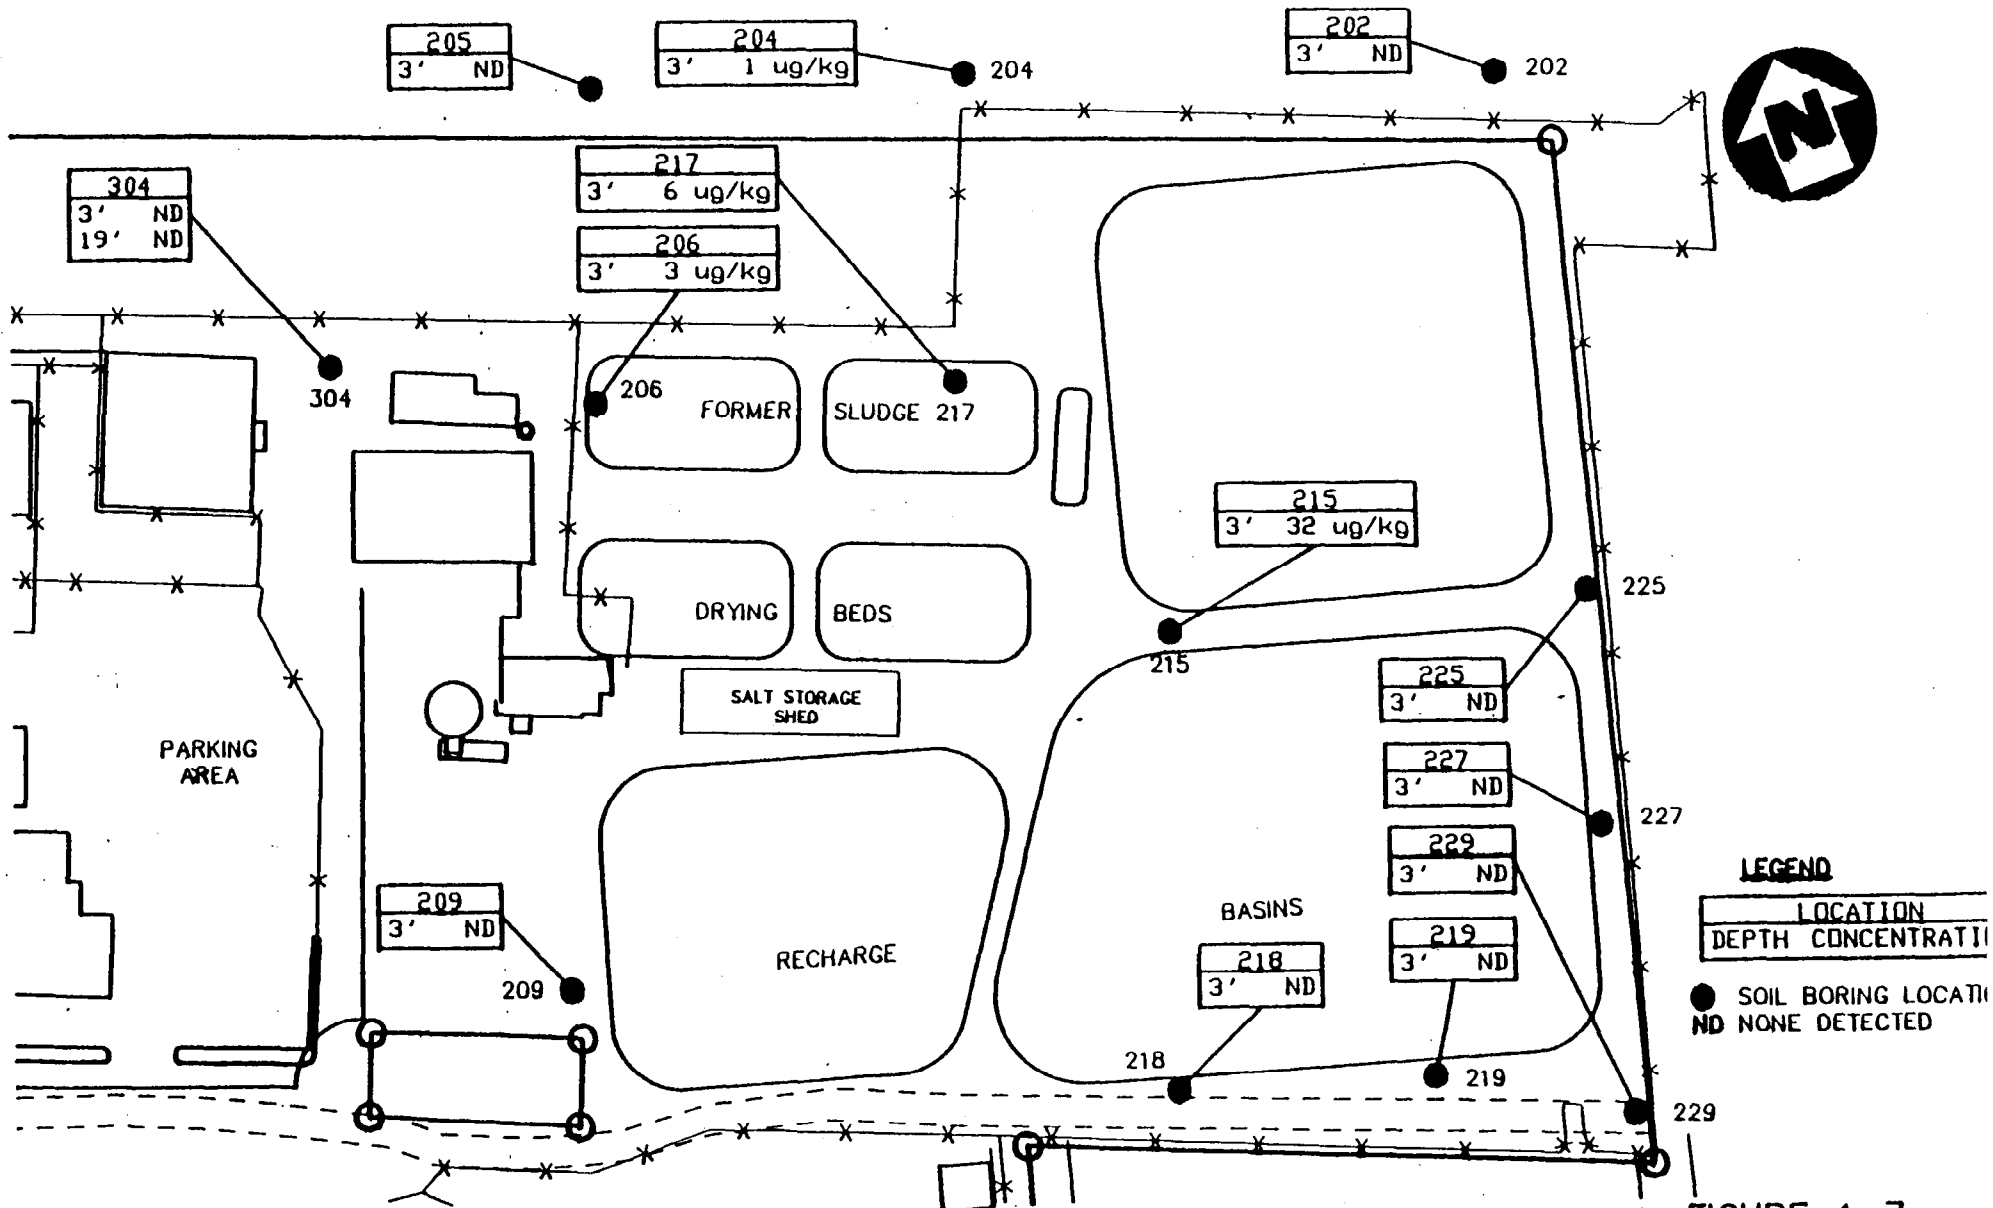 205
3' ND
204
3' 1 ug/kg
204
202
3' ND
202
N
217
3' 6 ug/kg
304
3' ND
19' ND
206
3' 3 ug/kg
304
206
FORMER SLUDGE 217
215
3' 32 ug/kg
225
DRYING BEDS
215
225
3' ND
SALT STORAGE
SHED
PARKING
AREA
227
3' ND
227
229
3' ND
LEGEND
LOCATION
DEPTH CONCENTRATI
209
3' ND
BASINS
219
3' ND
RECHARGE
218
3' ND
209
SOIL BORING LOCATI
ND NONE DETECTED
218
219
229